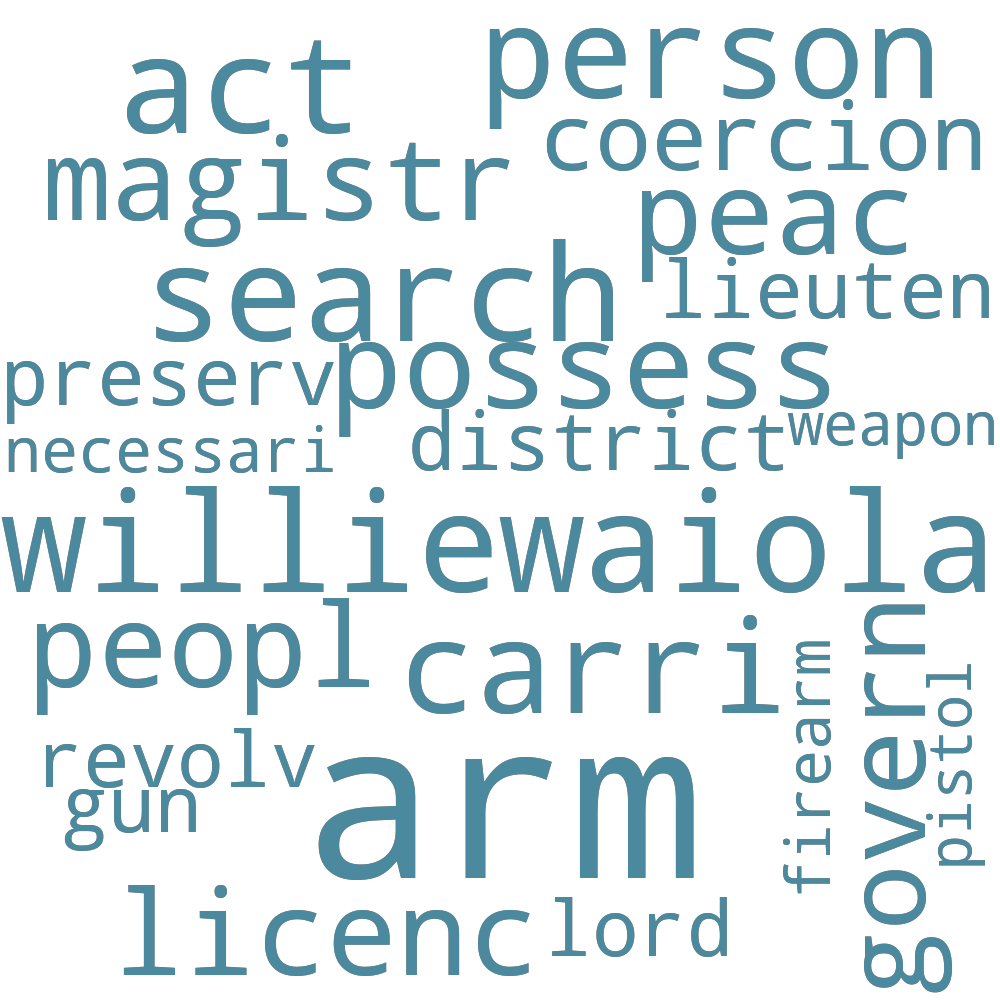 act
person
magistr
coercion
peac
search
lieuten
preserv
possess
necessari
district
weapon
williewaiola
peopl
carri
firearm
govern
pistol
revolv
gun
arm
licenc
lord